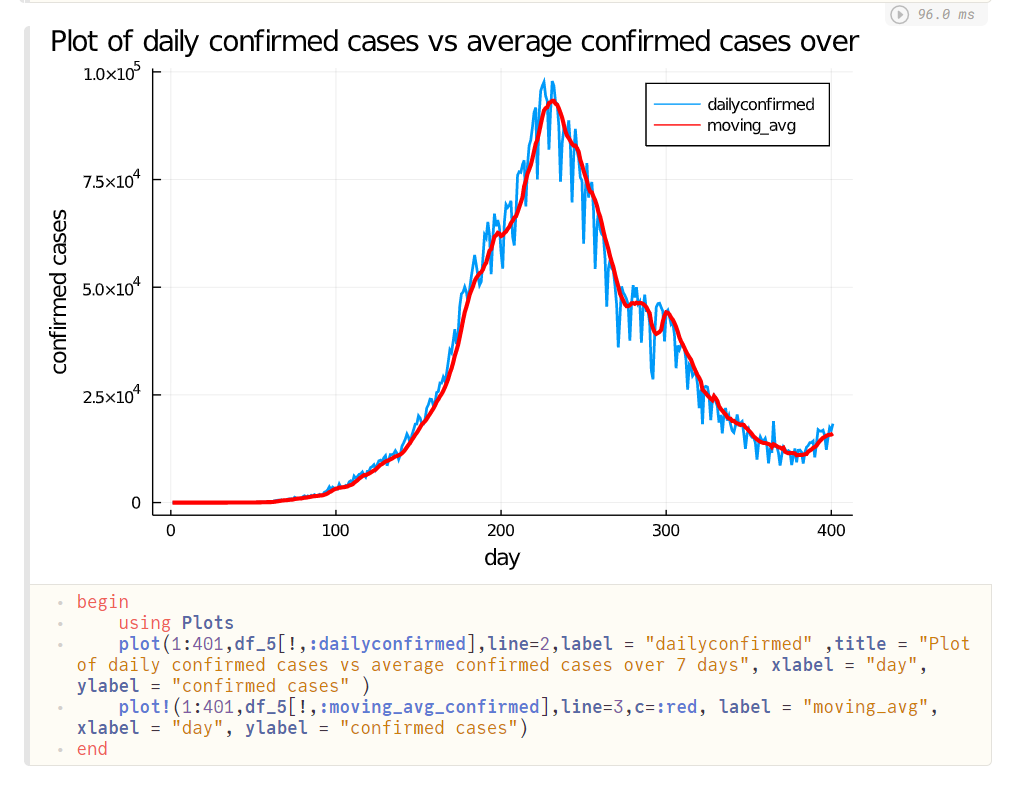 96.0 ms
Plot of daily confirmed cases vs average confirmed cases over
1.0×10⁵
dailyconfirmed
moving_avg
7.5×10⁴
5.0×10⁴
2.5×10⁴
0
confirmed cases
0 100 200 300 400
day
begin
using Plots
plot(1:401,df_5[!,:dailyconfirmed],line=2,label = "dailyconfirmed" ,title = "Plot
of daily confirmed cases vs average confirmed cases over 7 days", xlabel = "day",
ylabel = "confirmed cases" )
plot!(1:401,df_5[!,:moving_avg_confirmed],line=3,c=:red, label = "moving_avg",
xlabel = "day", ylabel = "confirmed cases")
end